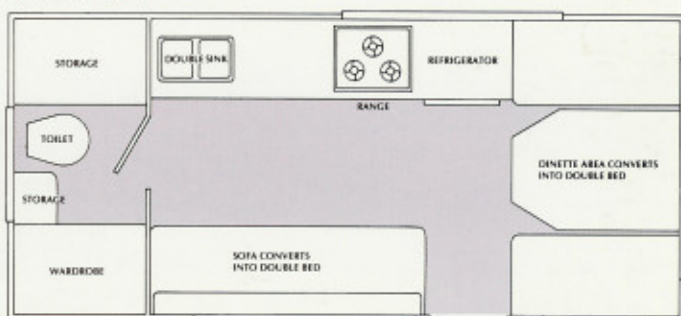 STORAGE
DOUBLE SINK
REFRIGERATOR
RANGE
TOILET
DINETTE AREA CONVERTS
INTO DOUBLE BED
STORAGE
WARDROBE
SOFA CONVERTS
INTO DOUBLE BED